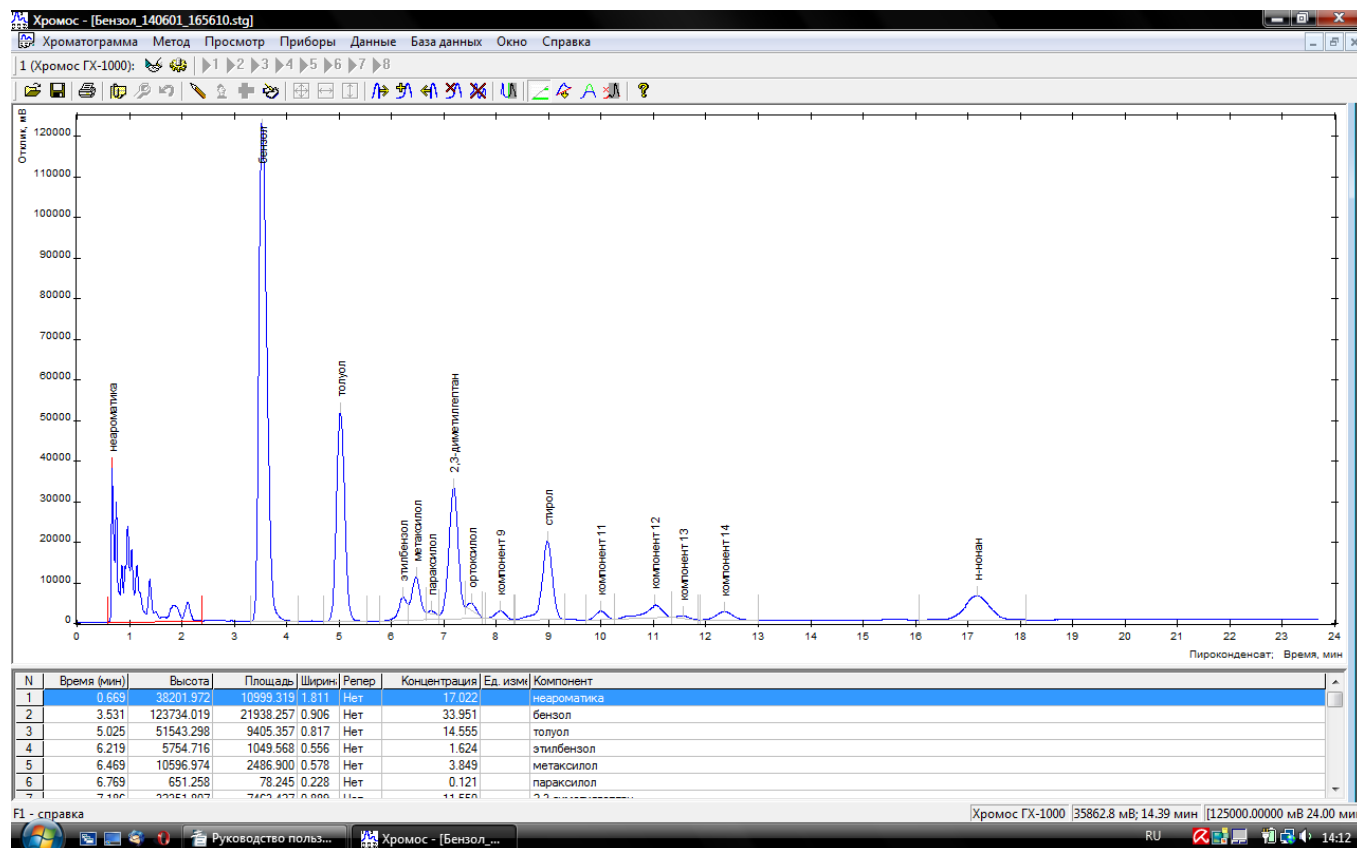 Хромос - [Бензол_140601_165610.stg]
Хроматограмма Метод Просмотр Приборы Данные База данных Окно Справка
1 (Хромос ГХ-1000): 1 2 3 4 5 6 7 8
Отклик, мВ
120000
110000
100000
90000
80000
70000
60000
50000
40000
30000
20000
10000
0
неароматика
бензол
толуол
этилбензол
метаксилол
параксилол
2,3-диметилгептан
ортоксилол
компонент 9
стирол
компонент 11
компонент 12
компонент 13
компонент 14
н-нонан
0 1 2 3 4 5 6 7 8 9 10 11 12 13 14 15 16 17 18 19 20 21 22 23 24
Пироконденсат; Время, мин
N Время (мин) Высота Площадь Ширин Репер Концентрация Ед. изме Компонент
1 0.669 38201.972 10999.319 1.811 Нет 17.022 неароматика
2 3.531 123734.019 21938.257 0.906 Нет 33.951 бензол
3 5.025 51543.298 9405.357 0.817 Нет 14.555 толуол
4 6.219 5754.716 1049.568 0.556 Нет 1.624 этилбензол
5 6.469 10596.974 2486.900 0.578 Нет 3.849 метаксилол
6 6.769 651.258 78.245 0.228 Нет 0.121 параксилол
F1 - справка
Хромос ГХ-1000 35862.8 мВ; 14.39 мин [125000.00000 мВ 24.00 ми
Руководство польз...
Хромос - [Бензол_...
RU
14:12